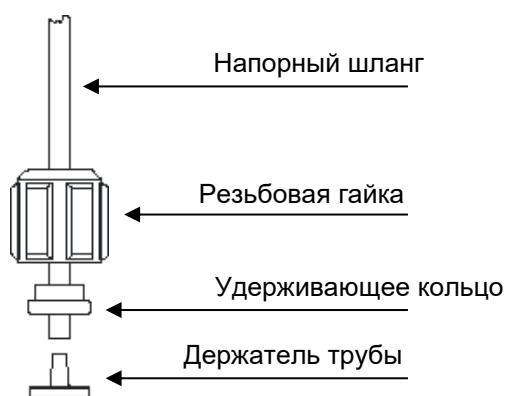 Напорный шланг
Резьбовая гайка
Удерживающее кольцо
Держатель трубы